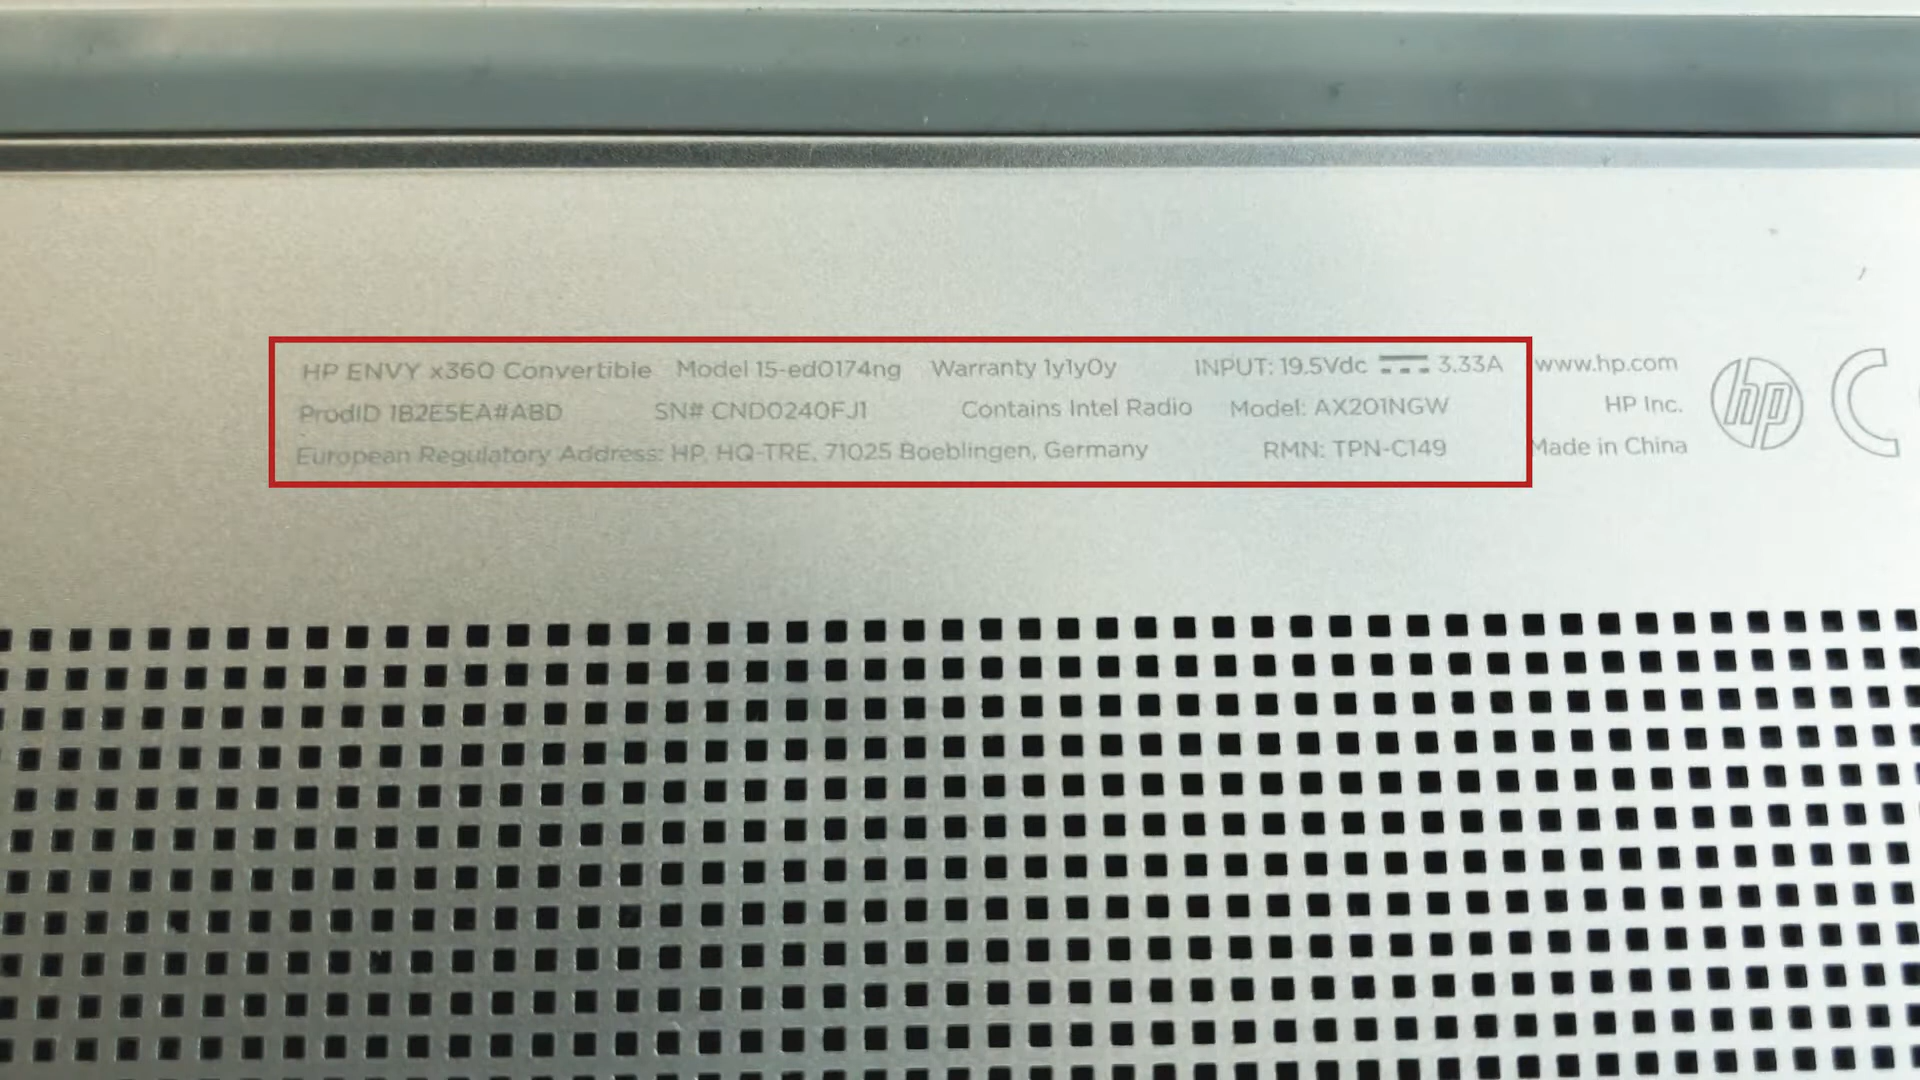 HP ENVY x360 Convertible Model 15-ed0174ng Warranty 1y1y0y INPUT: 19.5Vdc 3.33A www.hp.com
ProdID 1B2E5EA#ABD SN# CND0240FJ1 Contains Intel Radio Model: AX201NGW HP Inc.
European Regulatory Address: HP, HQ-TRE, 71025 Boeblingen, Germany RMN: TPN-C149 Made in China
hp